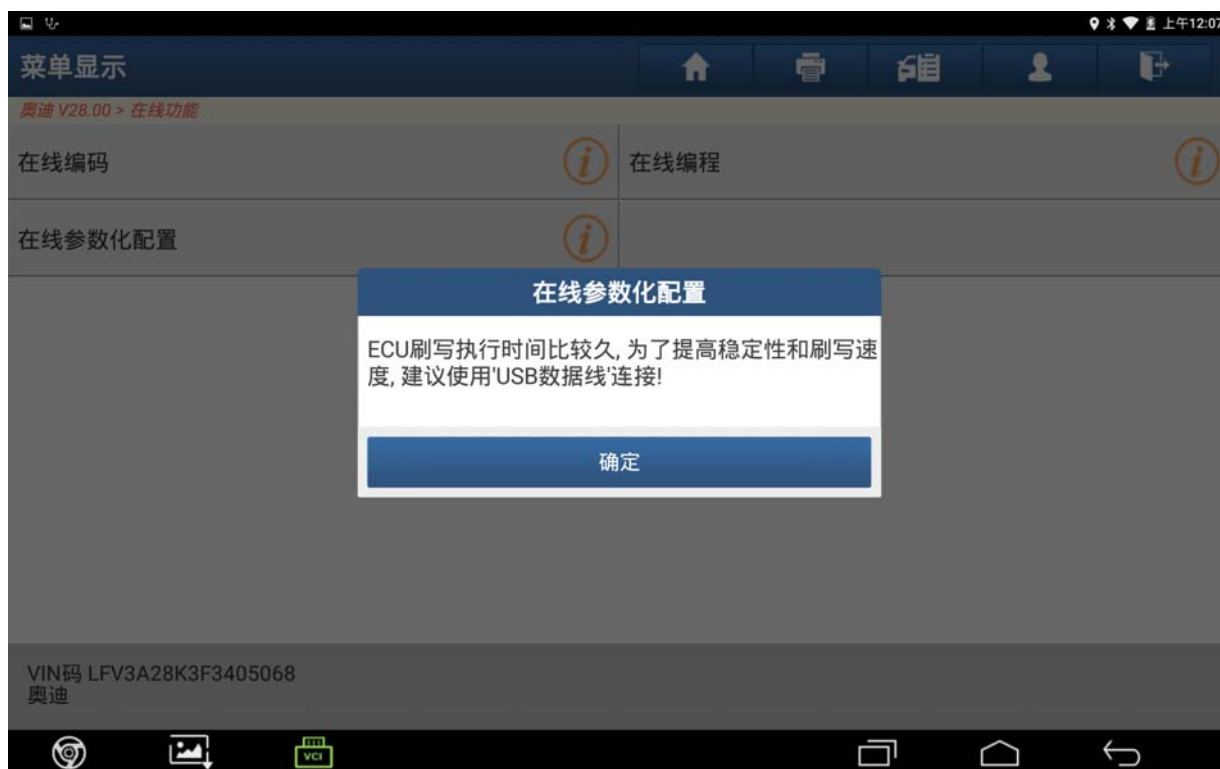 上午12:07
菜单显示
奥迪 V28.00 > 在线功能
在线编码
在线编程
在线参数化配置
在线参数化配置
ECU刷写执行时间比较久, 为了提高稳定性和刷写速
度, 建议使用'USB数据线'连接!
确定
VIN码 LFV3A28K3F3405068
奥迪
VCI